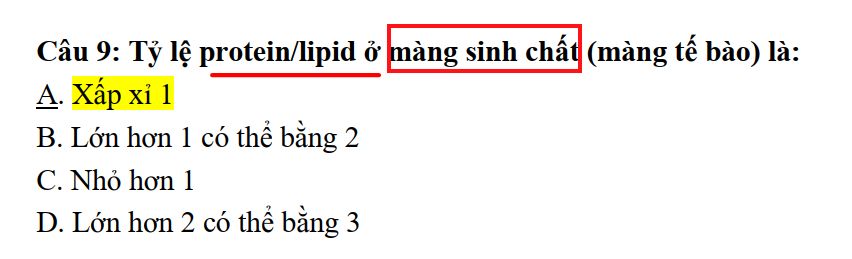 Câu 9: Tỷ lệ protein/lipid ở màng sinh chất (màng tế bào) là:
A. Xấp xỉ 1
B. Lớn hơn 1 có thể bằng 2
C. Nhỏ hơn 1
D. Lớn hơn 2 có thể bằng 3